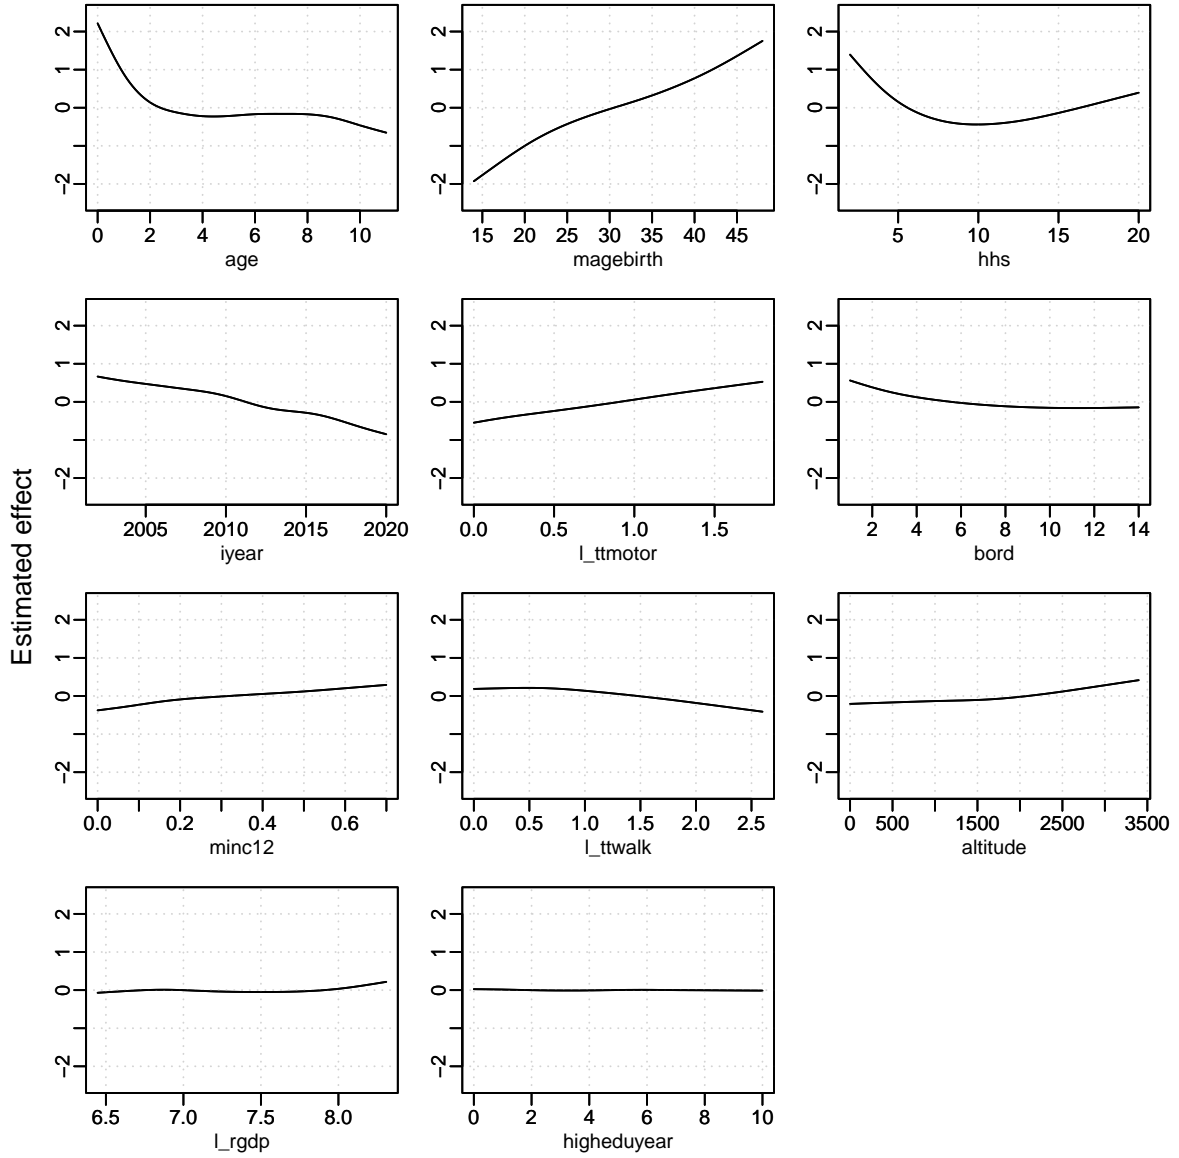 2
1
0
-2
0 2 4 6 8 10
age
2
1
0
-2
15 20 25 30 35 40 45
magebirth
2
1
0
-2
5 10 15 20
hhs
Estimated effect
2
1
0
-2
2005 2010 2015 2020
iyear
2
1
0
-2
0.0 0.5 1.0 1.5
l_ttmotor
2
1
0
-2
2 4 6 8 10 12 14
bord
2
1
0
-2
0.0 0.2 0.4 0.6
minc12
2
1
0
-2
0.0 0.5 1.0 1.5 2.0 2.5
l_ttwalk
2
1
0
-2
0 500 1500 2500 3500
altitude
2
1
0
-2
6.5 7.0 7.5 8.0
l_rgdp
2
1
0
-2
0 2 4 6 8 10
higheduyear